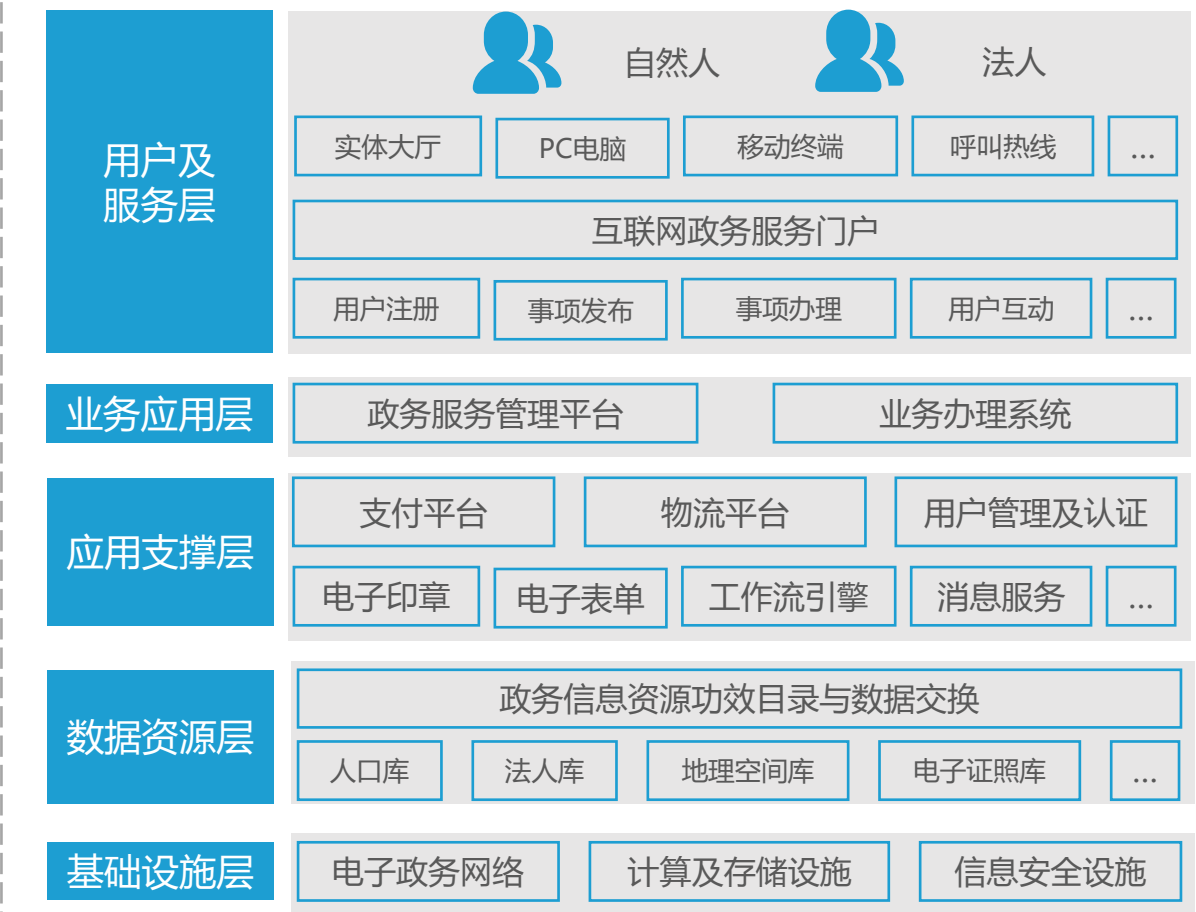 用户及
服务层
自然人
法人
实体大厅
PC电脑
移动终端
呼叫热线
...
互联网政务服务门户
用户注册
事项发布
事项办理
用户互动
...
业务应用层
政务服务管理平台
业务办理系统
应用支撑层
支付平台
物流平台
用户管理及认证
电子印章
电子表单
工作流引擎
消息服务
...
数据资源层
政务信息资源功效目录与数据交换
人口库
法人库
地理空间库
电子证照库
...
基础设施层
电子政务网络
计算及存储设施
信息安全设施